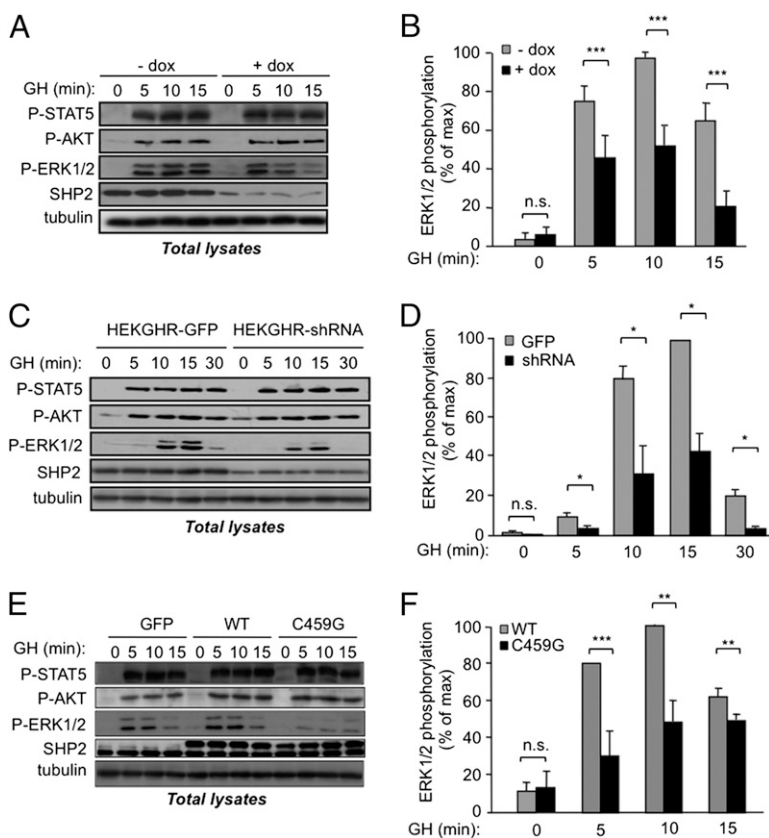 A
- dox + dox
GH (min): 0 5 10 15 0 5 10 15
P-STAT5
P-AKT
P-ERK1/2
SHP2
tubulin
Total lysates
B
ERK1/2 phosphorylation
(% of max)
100
80
60
40
20
- dox
+ dox
n.s.
***
***
***
GH (min): 0 5 10 15
C
HEKGHR-GFP HEKGHR-shRNA
GH (min): 0 5 10 15 30 0 5 10 15 30
P-STAT5
P-AKT
P-ERK1/2
SHP2
tubulin
Total lysates
D
ERK1/2 phosphorylation
(% of max)
100
80
60
40
20
0
GFP
shRNA
n.s.
*
*
*
*
GH (min): 0 5 10 15 30
E
GFP WT C459G
GH (min): 0 5 10 15 0 5 10 15 0 5 10 15
P-STAT5
P-AKT
P-ERK1/2
SHP2
tubulin
Total lysates
F
ERK1/2 phosphorylation
(% of max)
100
80
60
40
20
0
WT
C459G
n.s.
***
**
**
GH (min): 0 5 10 15